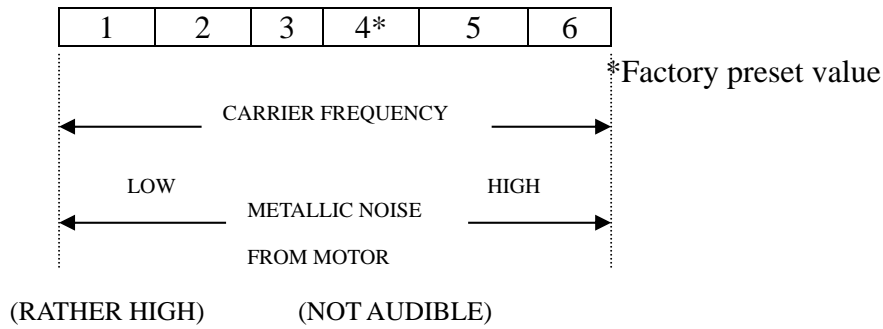 1 2 3 4* 5 6
*Factory preset value
CARRIER FREQUENCY
LOW HIGH
METALLIC NOISE
FROM MOTOR
(RATHER HIGH) (NOT AUDIBLE)